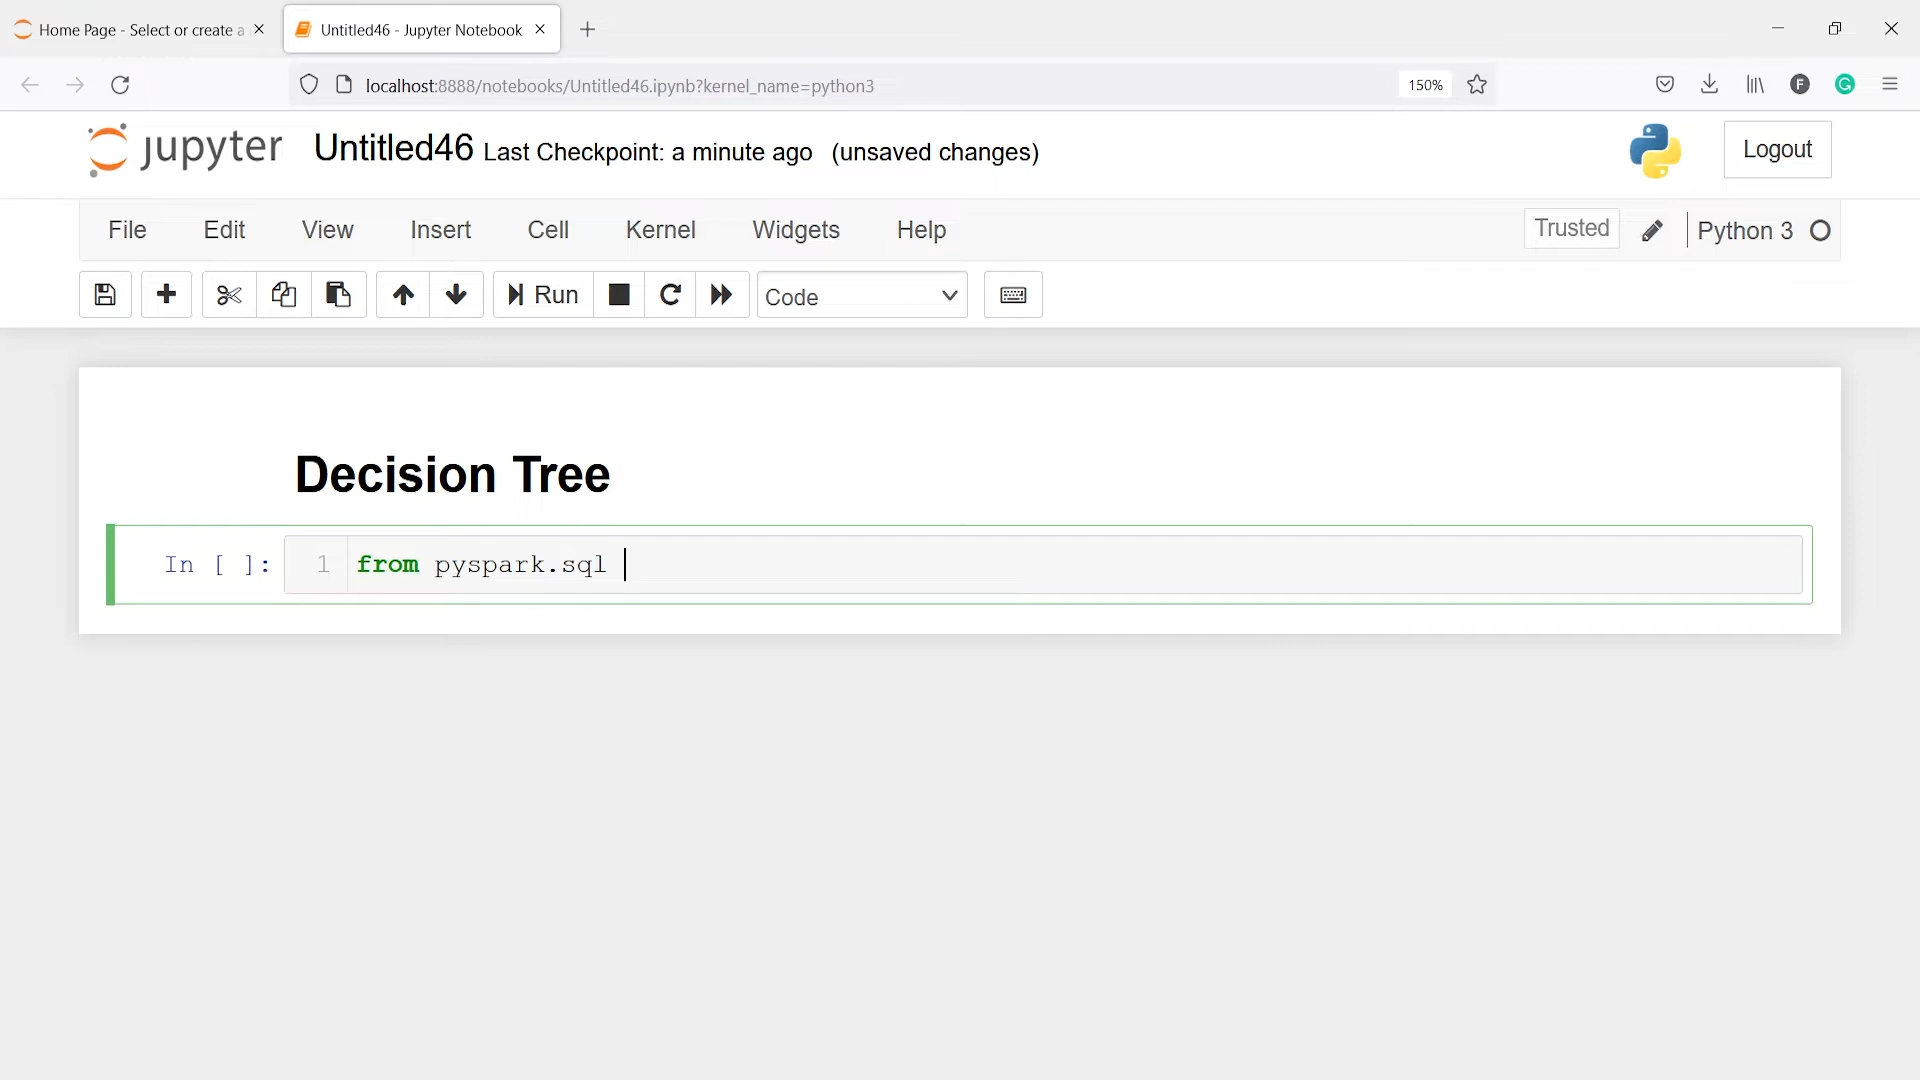 Home Page - Select or create a
Untitled46 - Jupyter Notebook
localhost:8888/notebooks/Untitled46.ipynb?kernel_name=python3
150%
F
G
jupyter Untitled46 Last Checkpoint: a minute ago (unsaved changes)
Logout
File Edit View Insert Cell Kernel Widgets Help
Trusted
Python 3
Run
Code
Decision Tree
In [ ]: 1 from pyspark.sql